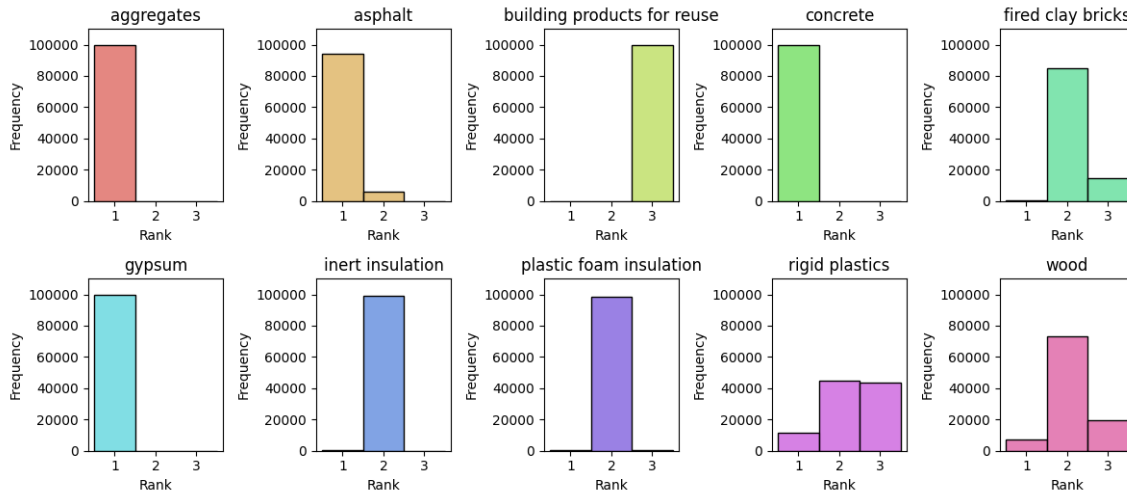 aggregates
100000
80000
60000
40000
20000
0
Frequency
1 2 3
Rank
asphalt
100000
80000
60000
40000
20000
0
Frequency
1 2 3
Rank
building products for reuse
100000
80000
60000
40000
20000
0
Frequency
1 2 3
Rank
concrete
100000
80000
60000
40000
20000
0
Frequency
1 2 3
Rank
fired clay bricks
100000
80000
60000
40000
20000
0
Frequency
1 2 3
Rank
gypsum
100000
80000
60000
40000
20000
0
Frequency
1 2 3
Rank
inert insulation
100000
80000
60000
40000
20000
0
Frequency
1 2 3
Rank
plastic foam insulation
100000
80000
60000
40000
20000
0
Frequency
1 2 3
Rank
rigid plastics
100000
80000
60000
40000
20000
0
Frequency
1 2 3
Rank
wood
100000
80000
60000
40000
20000
0
Frequency
1 2 3
Rank